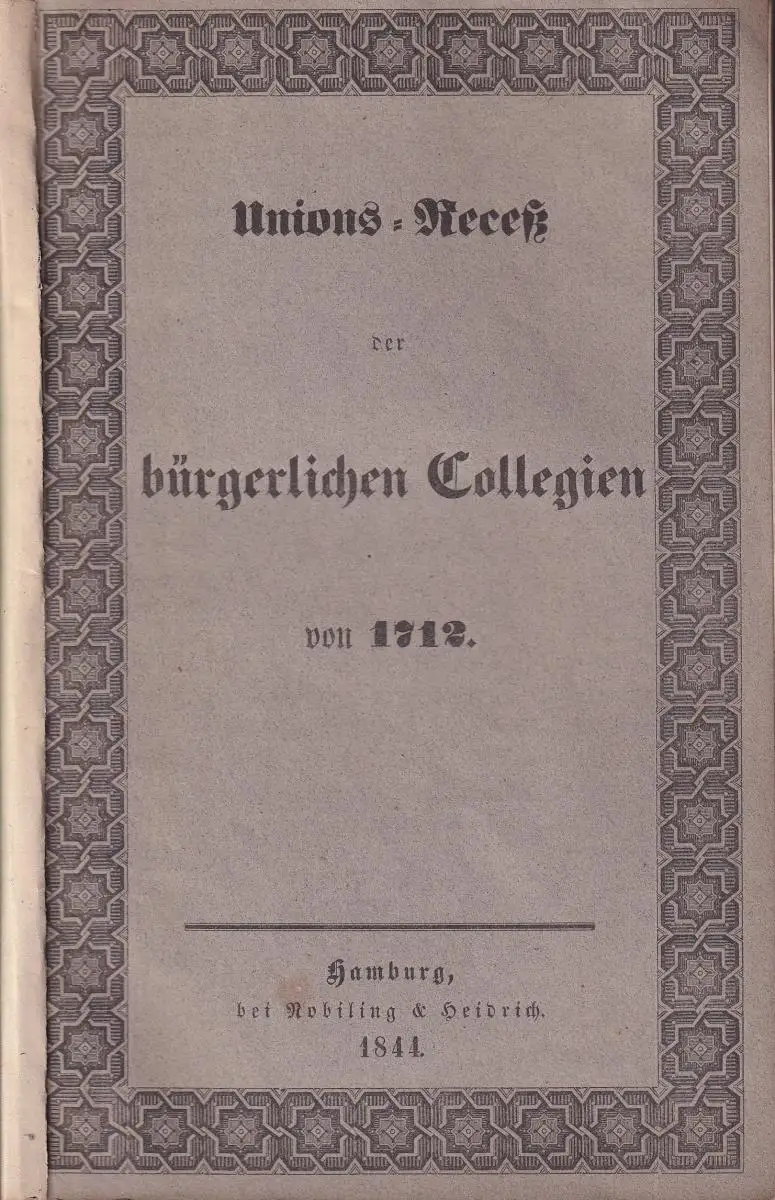 Unions-Receß
der
bürgerlichen Collegien
von 1712.
Hamburg,
bei Nobiling & Heidrich.
1844.